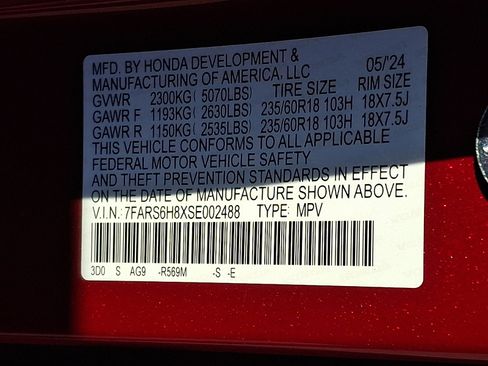 MFD. BY HONDA DEVELOPMENT & 05/'24
MANUFACTURING OF AMERICA, LLC
GVWR 2300KG( 5070LBS) TIRE SIZE RIM SIZE
GAWR F 1193KG( 2630LBS) 235/60R18 103H 18X7.5J
GAWR R 1150KG( 2535LBS) 235/60R18 103H 18X7.5J
THIS VEHICLE CONFORMS TO ALL APPLICABLE
FEDERAL MOTOR VEHICLE SAFETY
AND THEFT PREVENTION STANDARDS IN EFFECT
ON THE DATE OF MANUFACTURE SHOWN ABOVE.
V.I.N.: 7FARS6H8XSE002488 TYPE: MPV
3D0 S AG9 -R569M -S -E